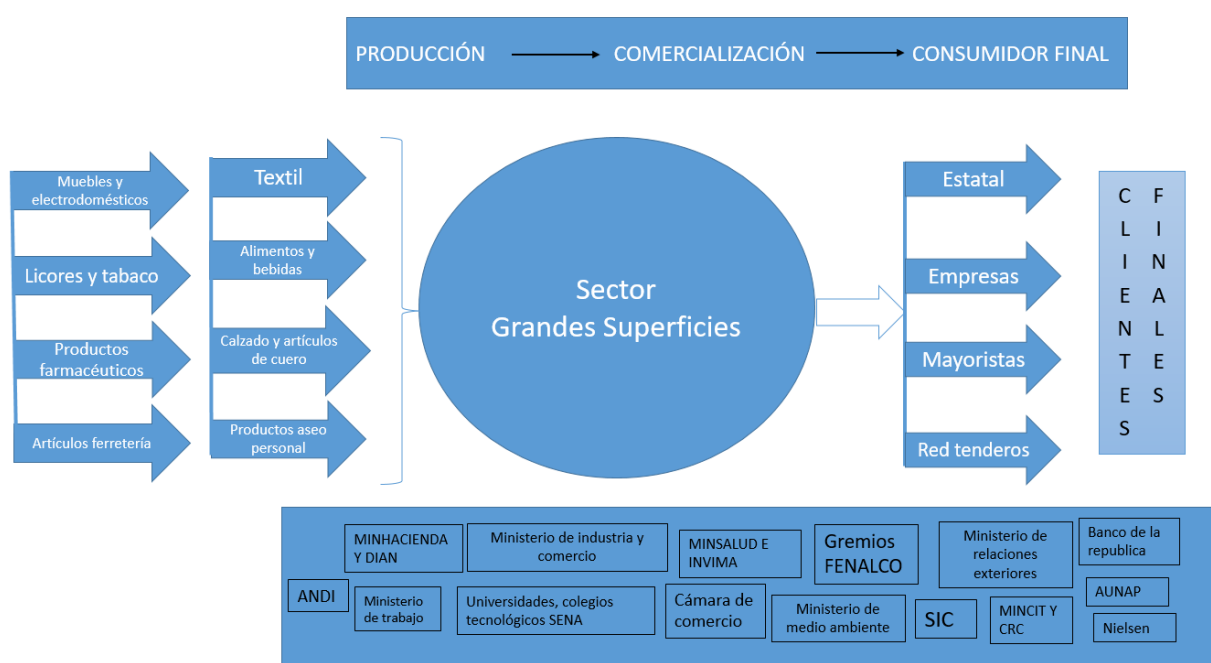 PRODUCCIÓN
COMERCIALIZACIÓN
CONSUMIDOR FINAL
Muebles y
electrodomésticos
Licores y tabaco
Productos
farmacéuticos
Artículos ferretería
Textil
Alimentos y
bebidas
Calzado y artículos
de cuero
Productos aseo
personal
Sector
Grandes Superficies
Estatal
Empresas
Mayoristas
Red tenderos
CLIENTES
FINALES
MINHACIENDA
Y DIAN
Ministerio de industria y
comercio
MINSALUD E
INVIMA
Gremios
FENALCO
Ministerio de
relaciones
exteriores
Banco de la
republica
ANDI
Ministerio
de trabajo
Universidades, colegios
tecnológicos SENA
Cámara de
comercio
Ministerio de
medio ambiente
SIC
MINCIT Y
CRC
AUNAP
Nielsen